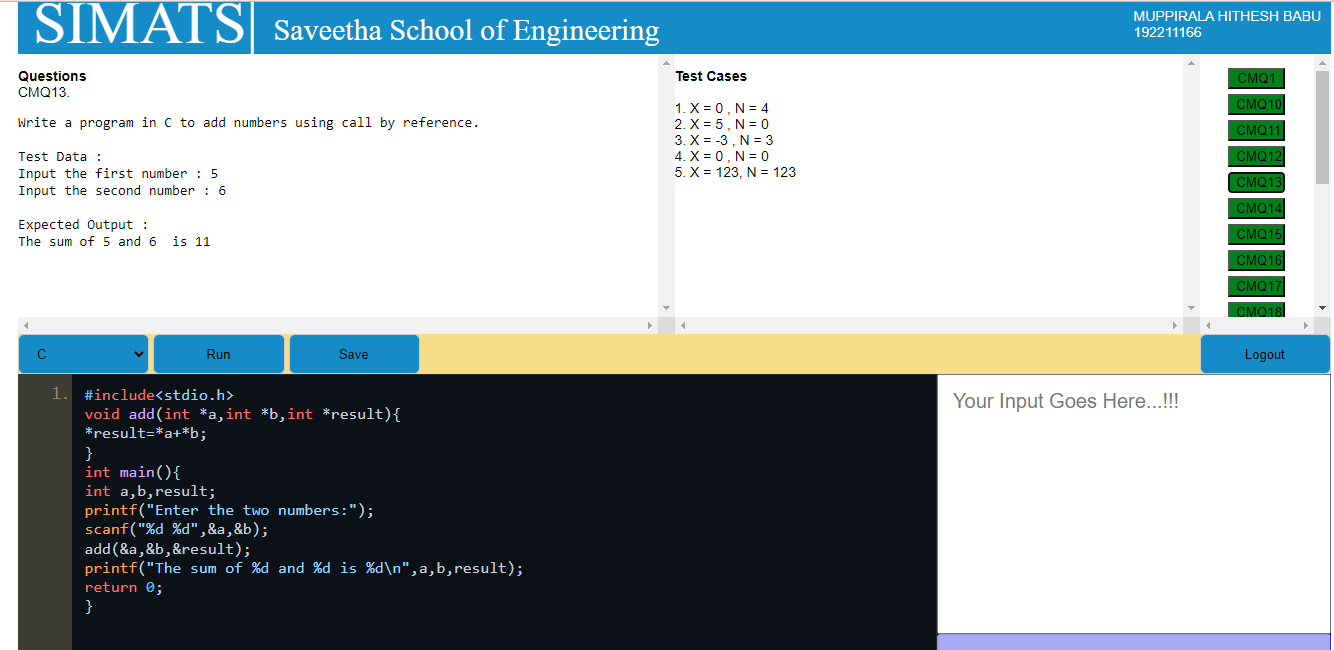 SIMATS Saveetha School of Engineering
MUPPIRALA HITHESH BABU
192211166
Questions
CMQ13.
Write a program in C to add numbers using call by reference.
Test Data :
Input the first number : 5
Input the second number : 6
Expected Output :
The sum of 5 and 6  is 11
Test Cases
1. X = 0 , N = 4
2. X = 5 , N = 0
3. X = -3 , N = 3
4. X = 0 , N = 0
5. X = 123, N = 123
CMQ1
CMQ10
CMQ11
CMQ12
CMQ13
CMQ14
CMQ15
CMQ16
CMQ17
CMQ18
C Run Save Logout
1. #include<stdio.h>
void add(int *a,int *b,int *result){
*result=*a+*b;
}
int main(){
int a,b,result;
printf("Enter the two numbers:");
scanf("%d %d",&a,&b);
add(&a,&b,&result);
printf("The sum of %d and %d is %d\n",a,b,result);
return 0;
}
Your Input Goes Here...!!!